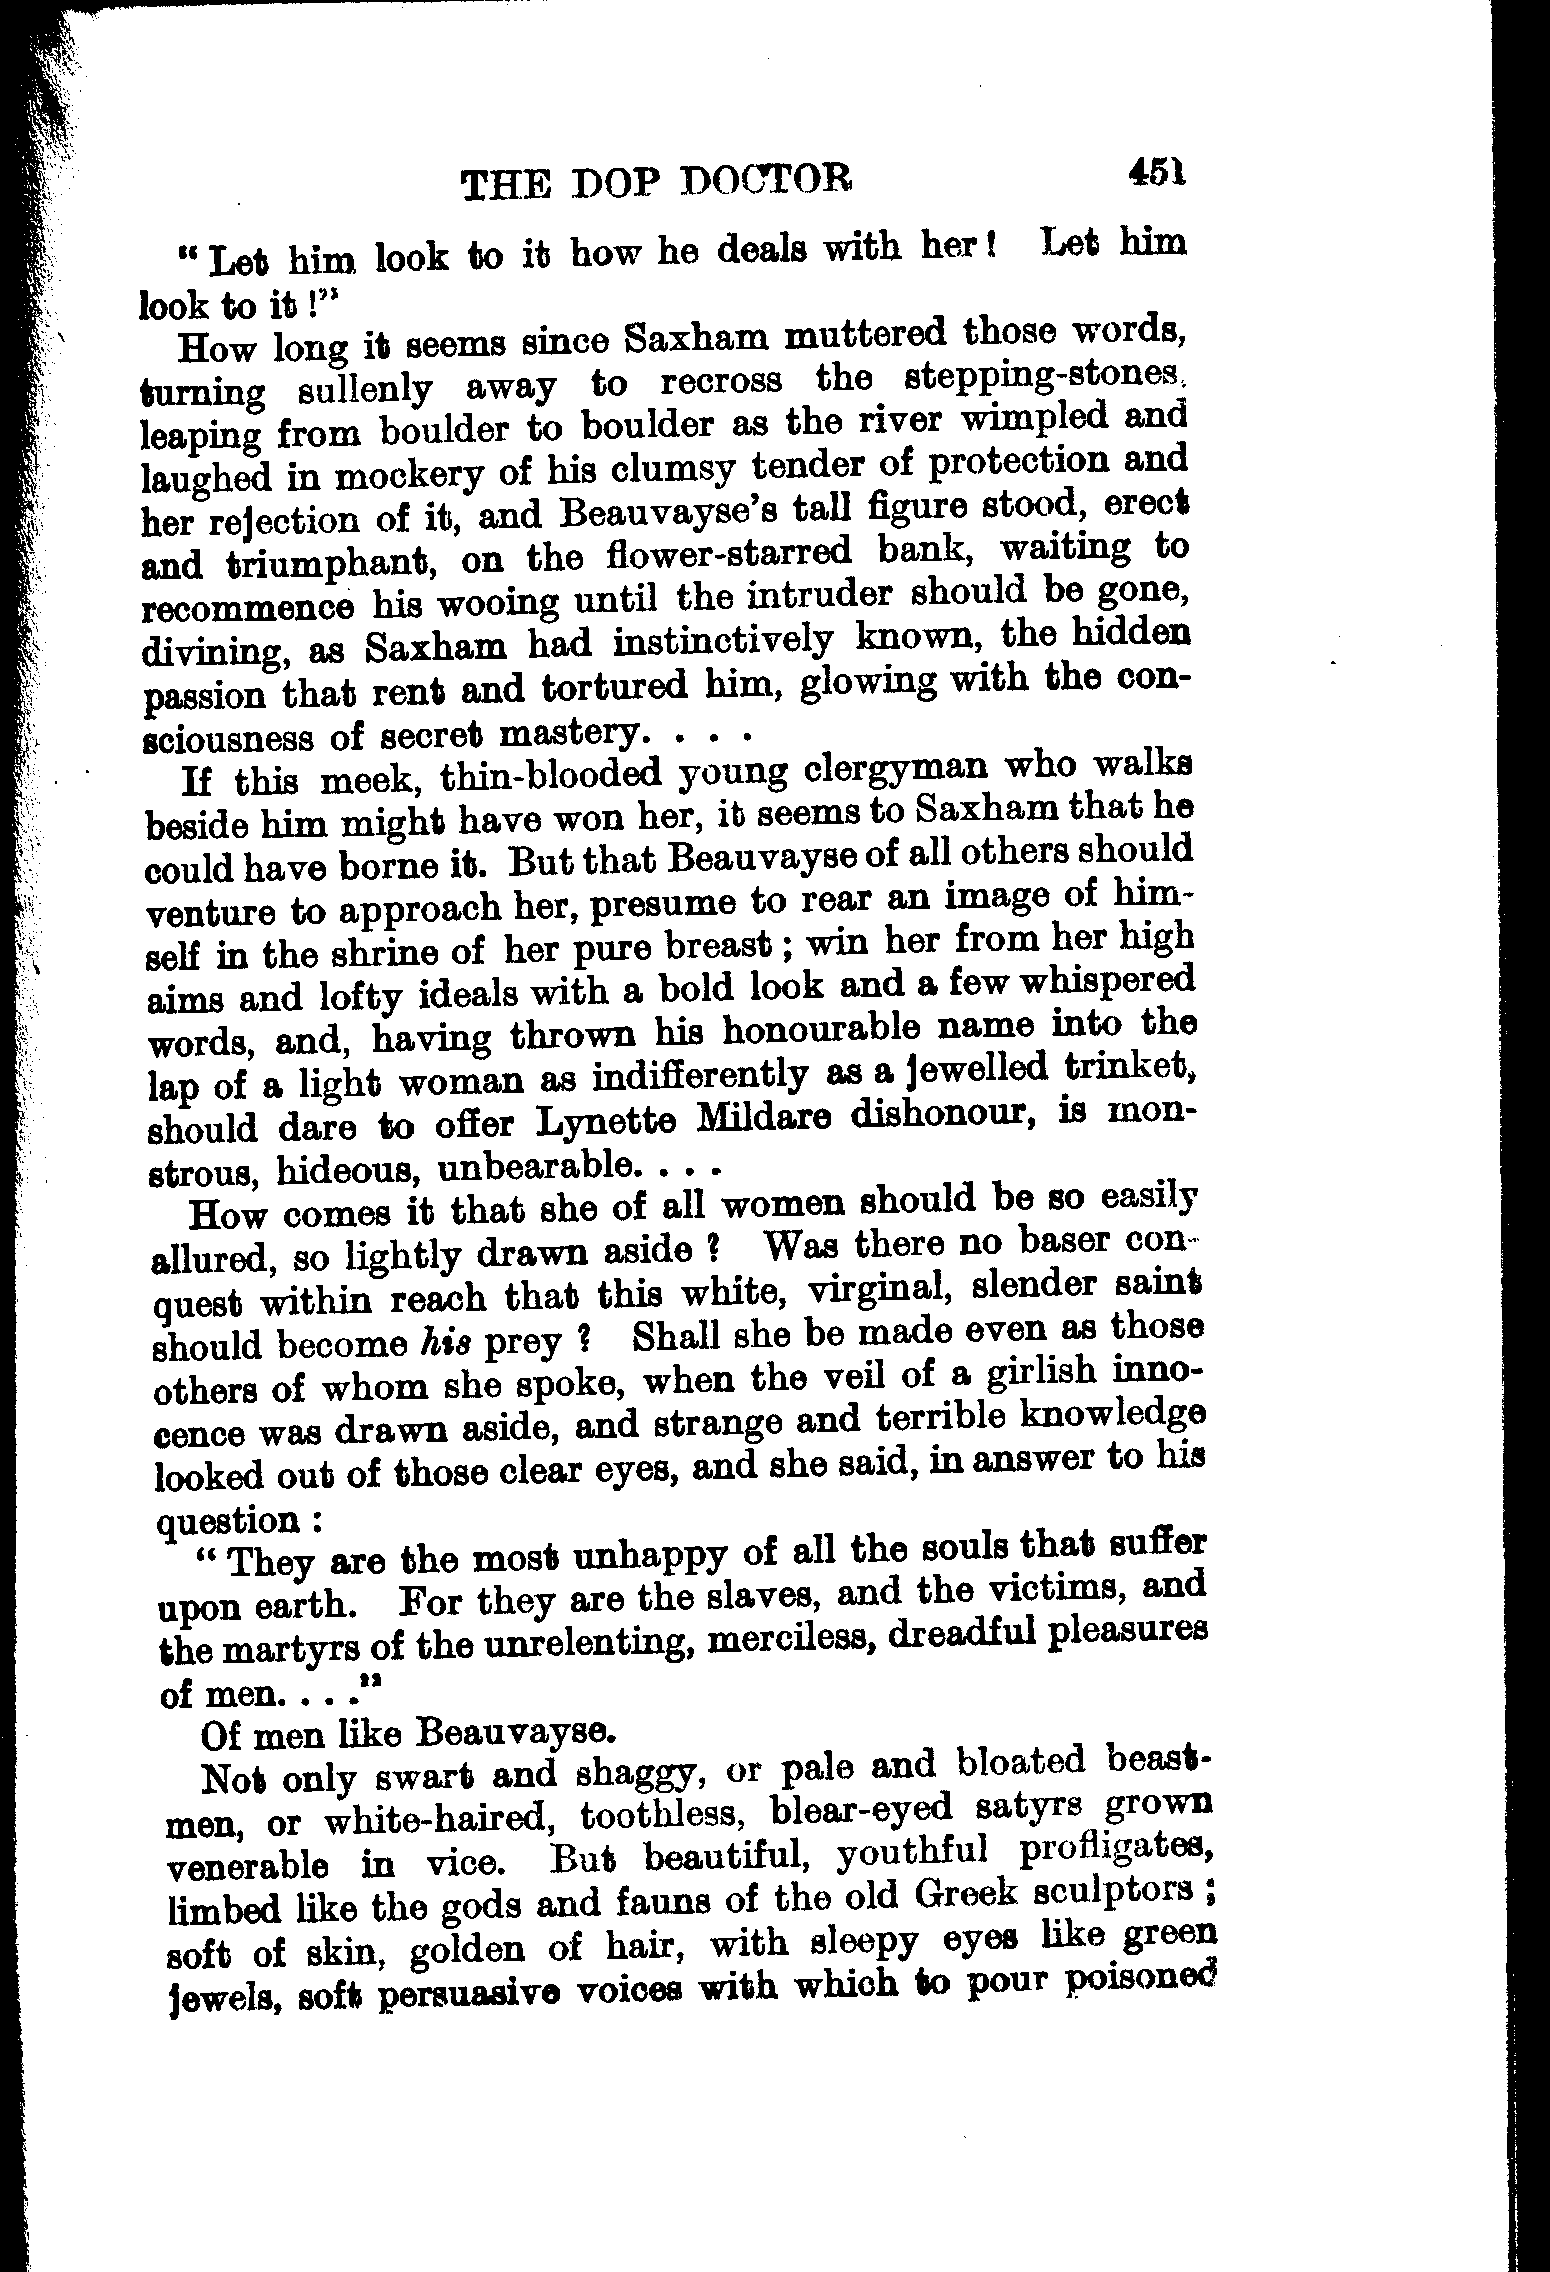 THE DOP DOCTOR 451
“ Let him look to it how he deals with her! Let him
look to it !”
How long it seems since Saxham muttered those words,
turning sullenly away to recross the stepping-stones,
leaping from boulder to boulder as the river wimpled and
laughed in mockery of his clumsy tender of protection and
her rejection of it, and Beauvayse’s tall figure stood, erect
and triumphant, on the flower-starred bank, waiting to
recommence his wooing until the intruder should be gone,
divining, as Saxham had instinctively known, the hidden
passion that rent and tortured him, glowing with the con-
sciousness of secret mastery. . . .
If this meek, thin-blooded young clergyman who walks
beside him might have won her, it seems to Saxham that he
could have borne it. But that Beauvayse of all others should
venture to approach her, presume to rear an image of him-
self in the shrine of her pure breast ; win her from her high
aims and lofty ideals with a bold look and a few whispered
words, and, having thrown his honourable name into the
lap of a light woman as indifferently as a jewelled trinket,
should dare to offer Lynette Mildare dishonour, is mon-
strous, hideous, unbearable. . . .
How comes it that she of all women should be so easily
allured, so lightly drawn aside ? Was there no baser con-
quest within reach that this white, virginal, slender saint
should become his prey ? Shall she be made even as those
others of whom she spoke, when the veil of a girlish inno-
cence was drawn aside, and strange and terrible knowledge
looked out of those clear eyes, and she said, in answer to his
question :
“ They are the most unhappy of all the souls that suffer
upon earth. For they are the slaves, and the victims, and
the martyrs of the unrelenting, merciless, dreadful pleasures
of men. . . .”
Of men like Beauvayse.
Not only swart and shaggy, or pale and bloated beast-
men, or white-haired, toothless, blear-eyed satyrs grown
venerable in vice. But beautiful, youthful profligates,
limbed like the gods and fauns of the old Greek sculptors ;
soft of skin, golden of hair, with sleepy eyes like green
jewels, soft persuasive voices with which to pour poisoned